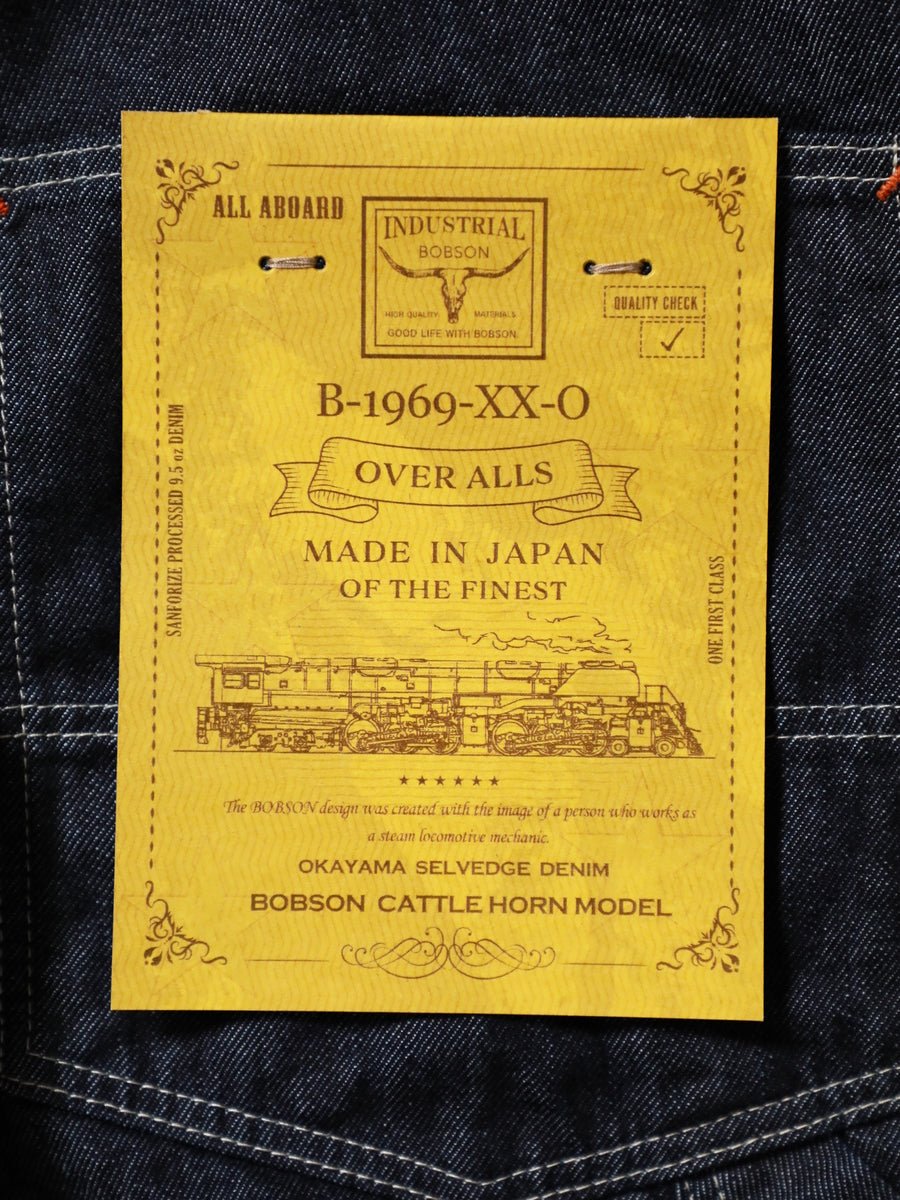 ALL ABOARD
INDUSTRIAL
BOBSON
HIGH QUALITY MATERIALS
GOOD LIFE WITH BOBSON.
QUALITY CHECK
B-1969-XX-O
OVER ALLS
MADE IN JAPAN
OF THE FINEST
SANFORIZE PROCESSED 9.5 oz DENIM
ONE FIRST CLASS
The BOBSON design was created with the image of a person who works as
a steam locomotive mechanic.
OKAYAMA SELVEDGE DENIM
BOBSON CATTLE HORN MODEL